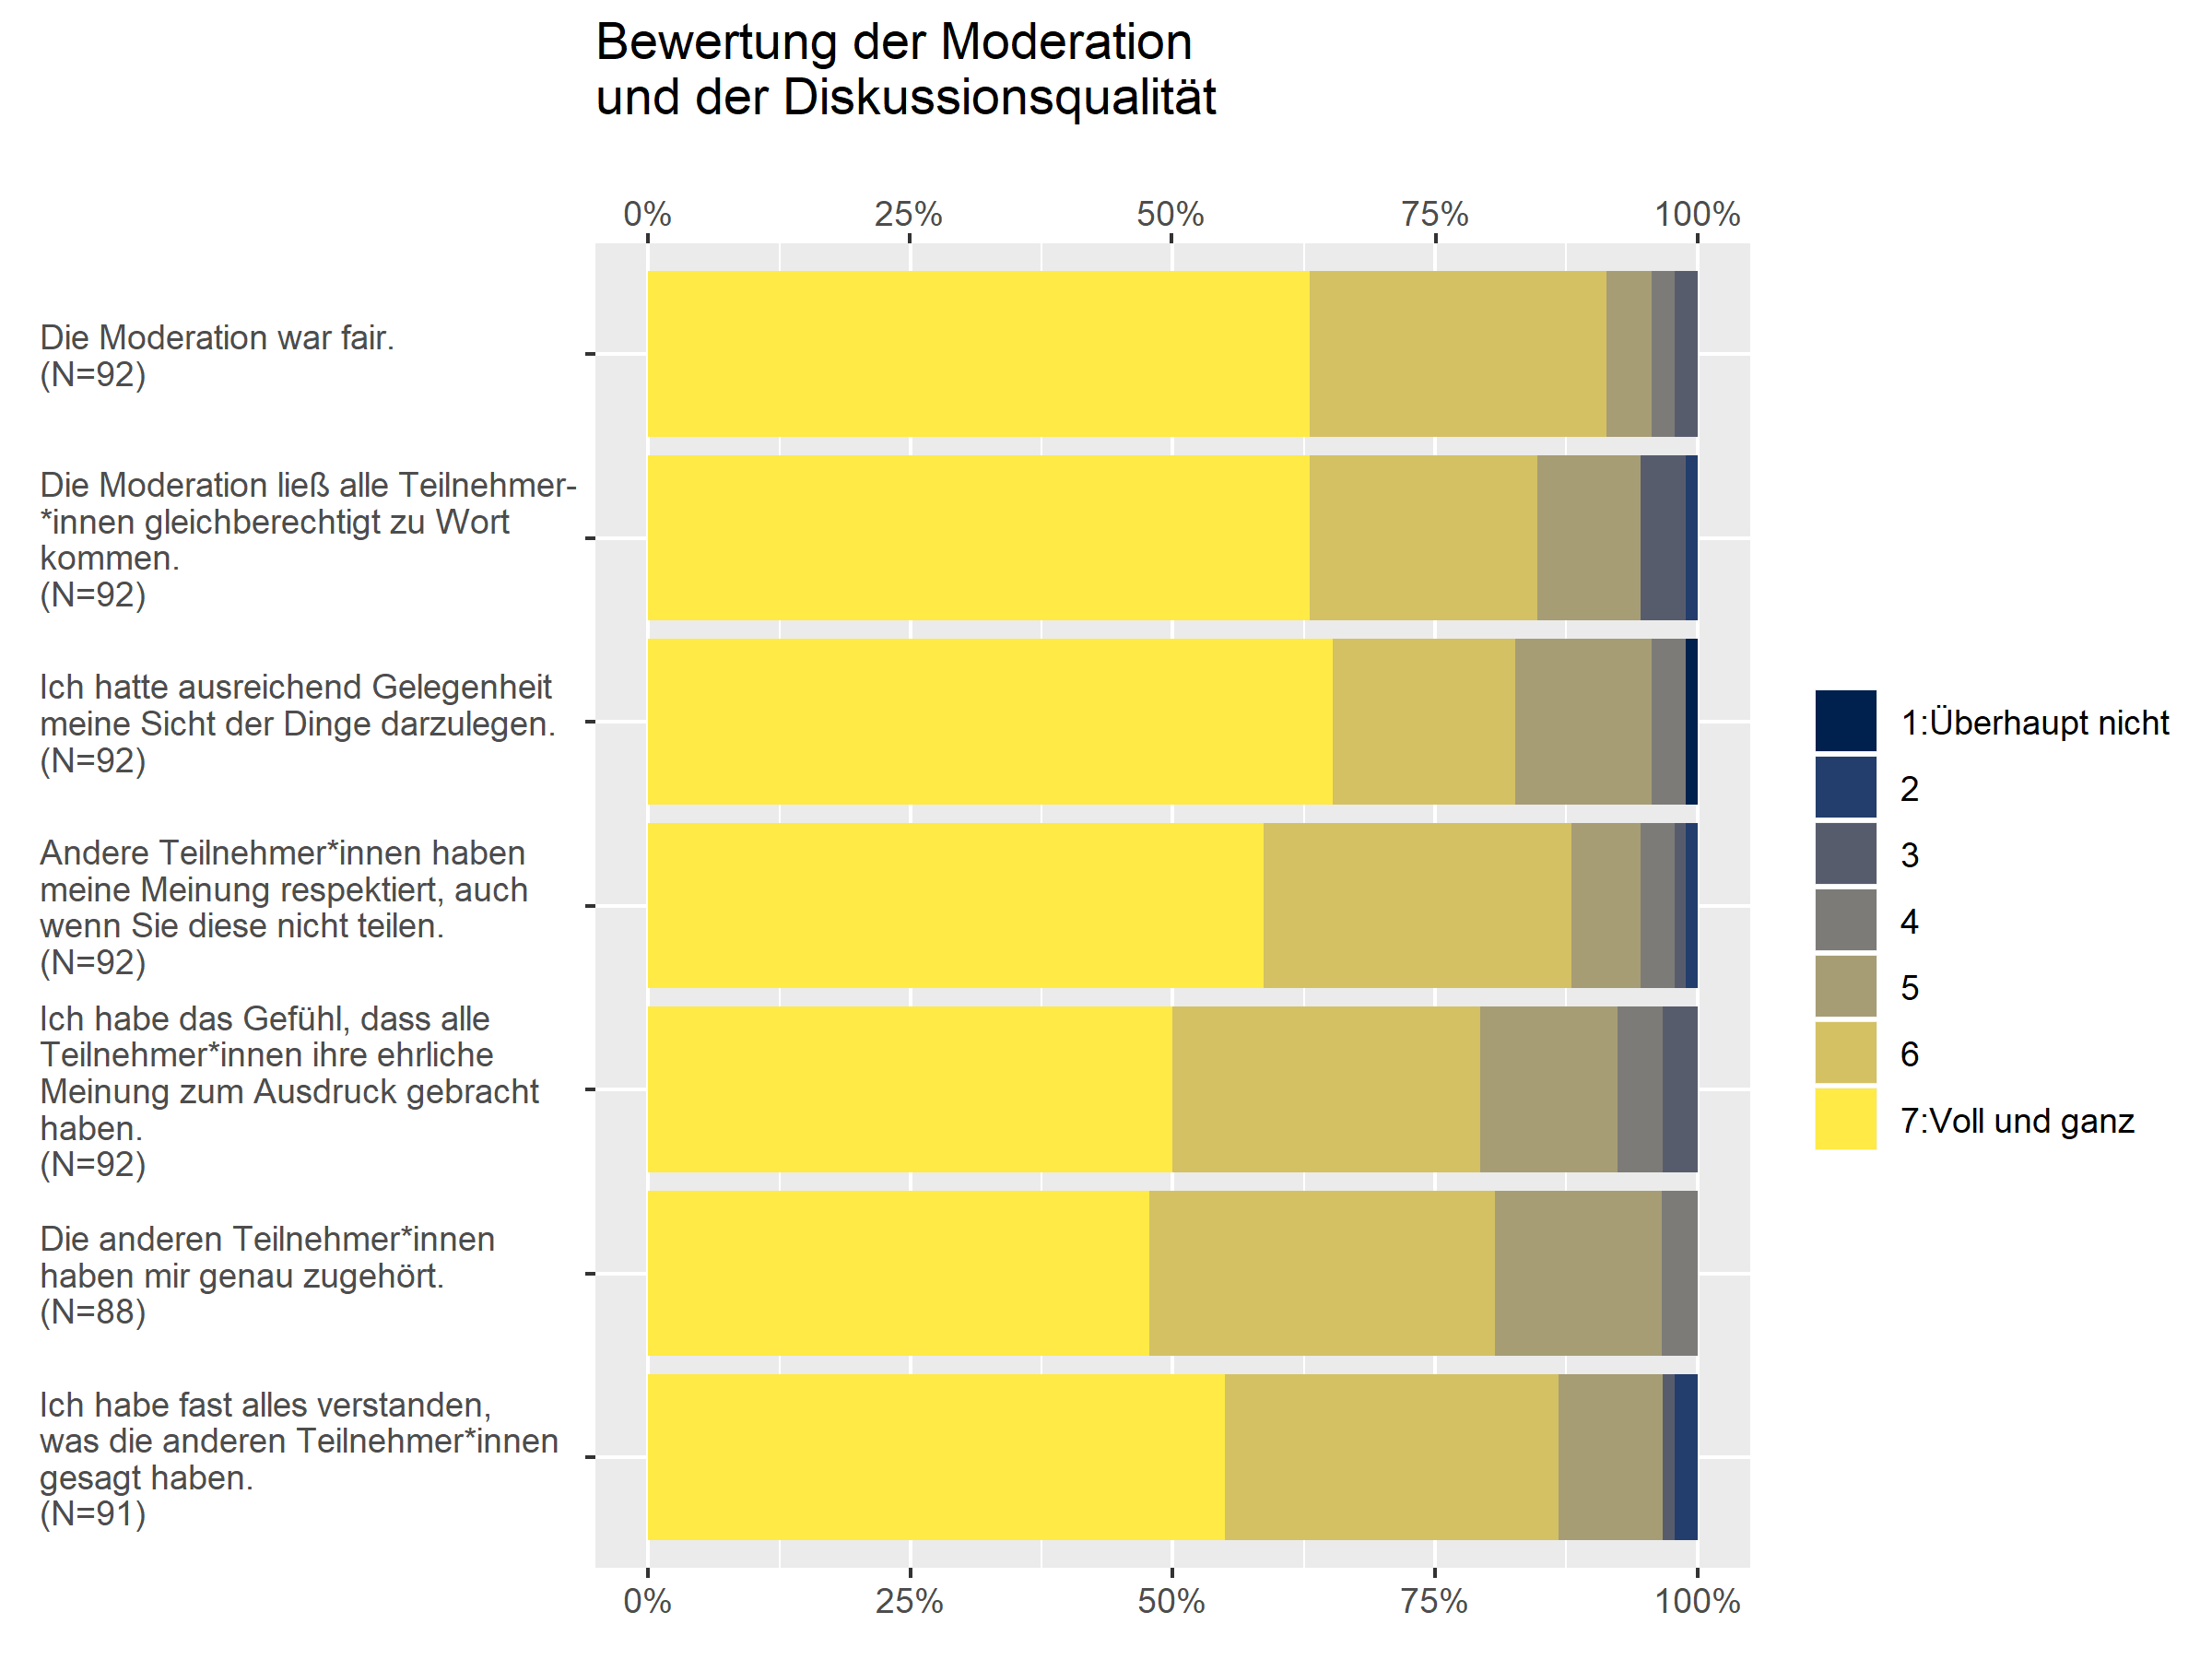 Bewertung der Moderation
und der Diskussionsqualität
0% 25% 50% 75% 100%
Die Moderation war fair.
(N=92)
Die Moderation ließ alle Teilnehmer-
*innen gleichberechtigt zu Wort
kommen.
(N=92)
Ich hatte ausreichend Gelegenheit
meine Sicht der Dinge darzulegen.
(N=92)
Andere Teilnehmer*innen haben
meine Meinung respektiert, auch
wenn Sie diese nicht teilen.
(N=92)
Ich habe das Gefühl, dass alle
Teilnehmer*innen ihre ehrliche
Meinung zum Ausdruck gebracht
haben.
(N=92)
Die anderen Teilnehmer*innen
haben mir genau zugehört.
(N=88)
Ich habe fast alles verstanden,
was die anderen Teilnehmer*innen
gesagt haben.
(N=91)
0% 25% 50% 75% 100%
1:Überhaupt nicht
2
3
4
5
6
7:Voll und ganz